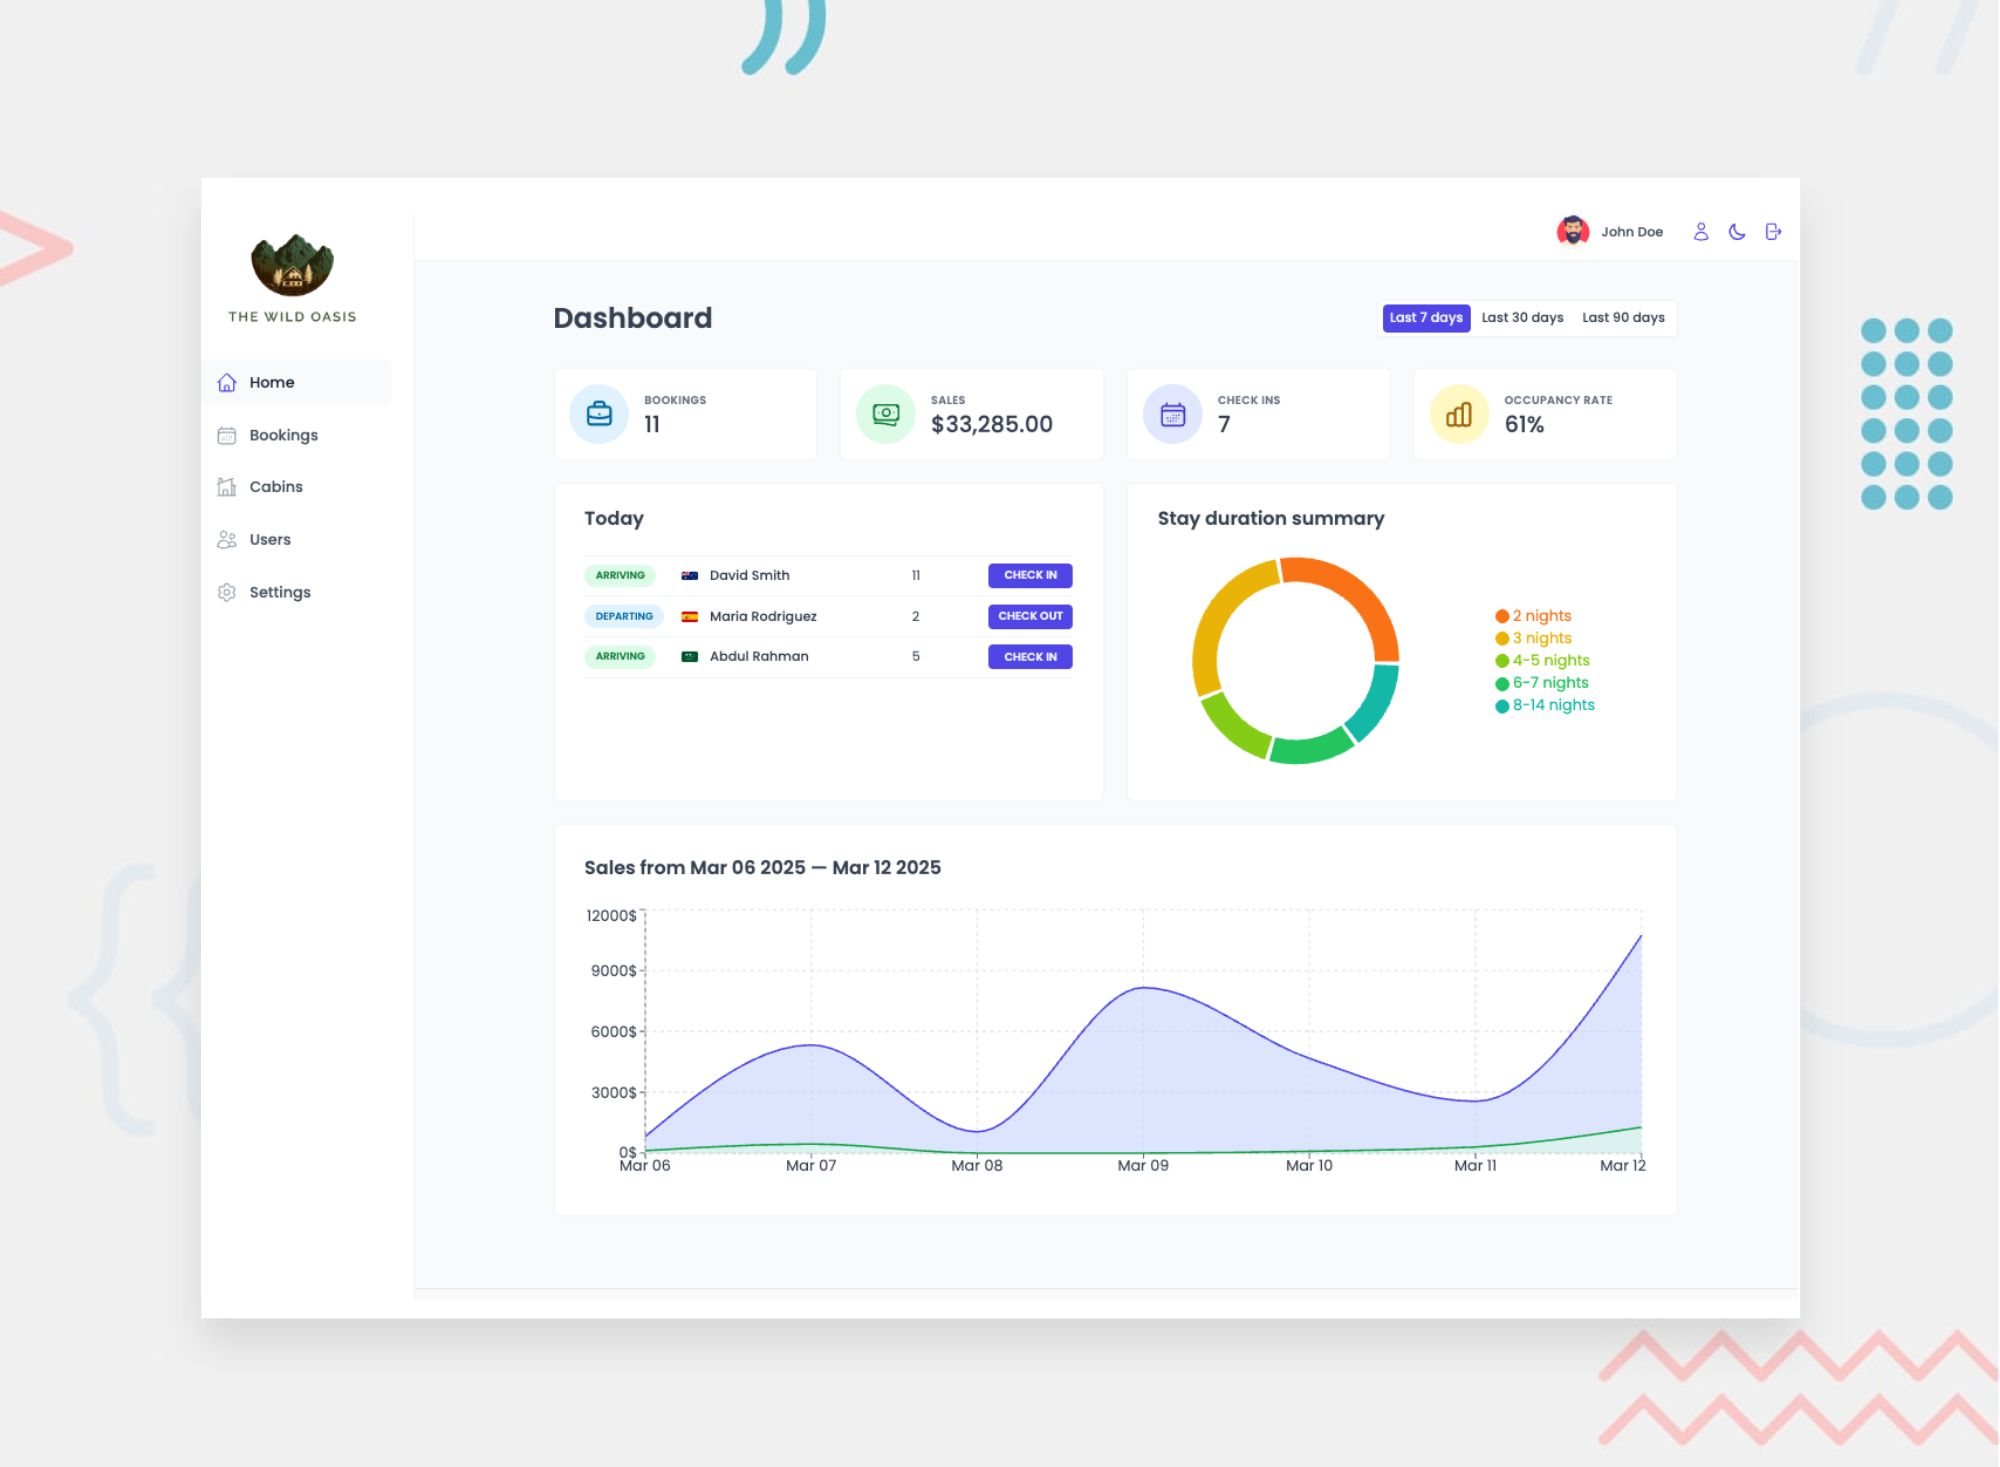 THE WILD OASIS
Home
Bookings
Cabins
Users
Settings
John Doe
Dashboard
Last 7 days Last 30 days Last 90 days
BOOKINGS
11
SALES
$33,285.00
CHECK INS
7
OCCUPANCY RATE
61%
Today
ARRIVING David Smith 11 CHECK IN
DEPARTING Maria Rodriguez 2 CHECK OUT
ARRIVING Abdul Rahman 5 CHECK IN
Stay duration summary
2 nights
3 nights
4-5 nights
6-7 nights
8-14 nights
Sales from Mar 06 2025 — Mar 12 2025
12000$
9000$
6000$
3000$
0$
Mar 06 Mar 07 Mar 08 Mar 09 Mar 10 Mar 11 Mar 12